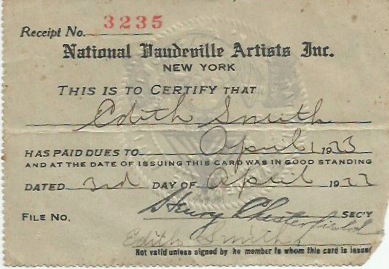 Receipt No. 3235
National Vaudeville Artists Inc.
NEW YORK
THIS IS TO CERTIFY THAT
Edith Smith
HAS PAID DUES TO April 1, 1923
AND AT THE DATE OF ISSUING THIS CARD WAS IN GOOD STANDING
DATED 3rd DAY OF April 1922
FILE No. Henry Chesterfield SEC'Y
Edith Smith
Not valid unless signed by the member to whom this card is issued